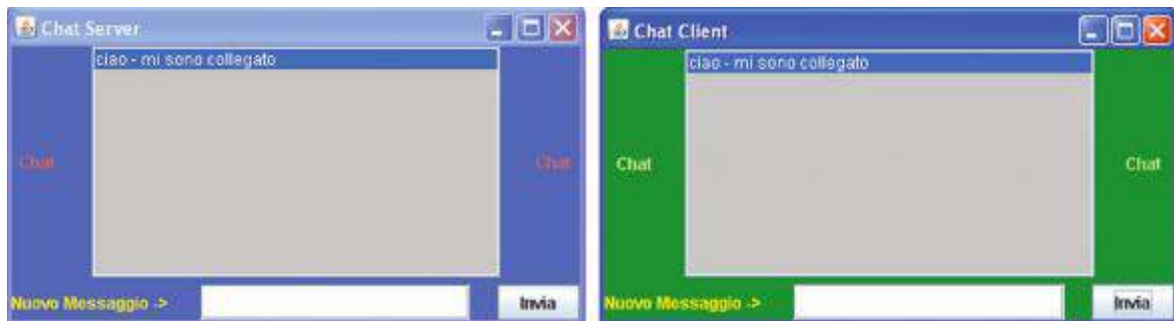 Chat Server
ciao - mi sono collegato
Chat
Chat
Nuovo Messaggio ->
Invia
Chat Client
ciao - mi sono collegato
Chat
Chat
Nuovo Messaggio ->
Invia